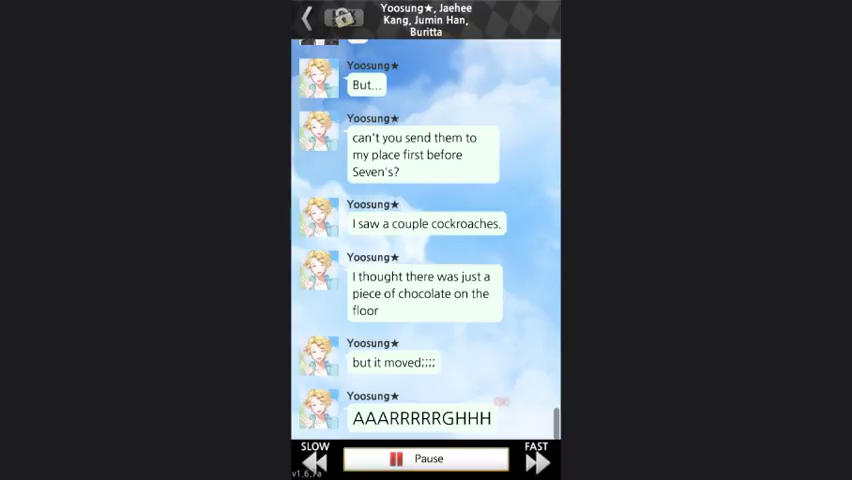 Yoosung★, Jaehee
Kang, Jumin Han,
Buritta
Yoosung★
But...
Yoosung★
can't you send them to
my place first before
Seven's?
Yoosung★
I saw a couple cockroaches.
Yoosung★
I thought there was just a
piece of chocolate on the
floor
Yoosung★
but it moved;;;;
Yoosung★
AAARRRRRGHHH
SLOW
Pause
FAST